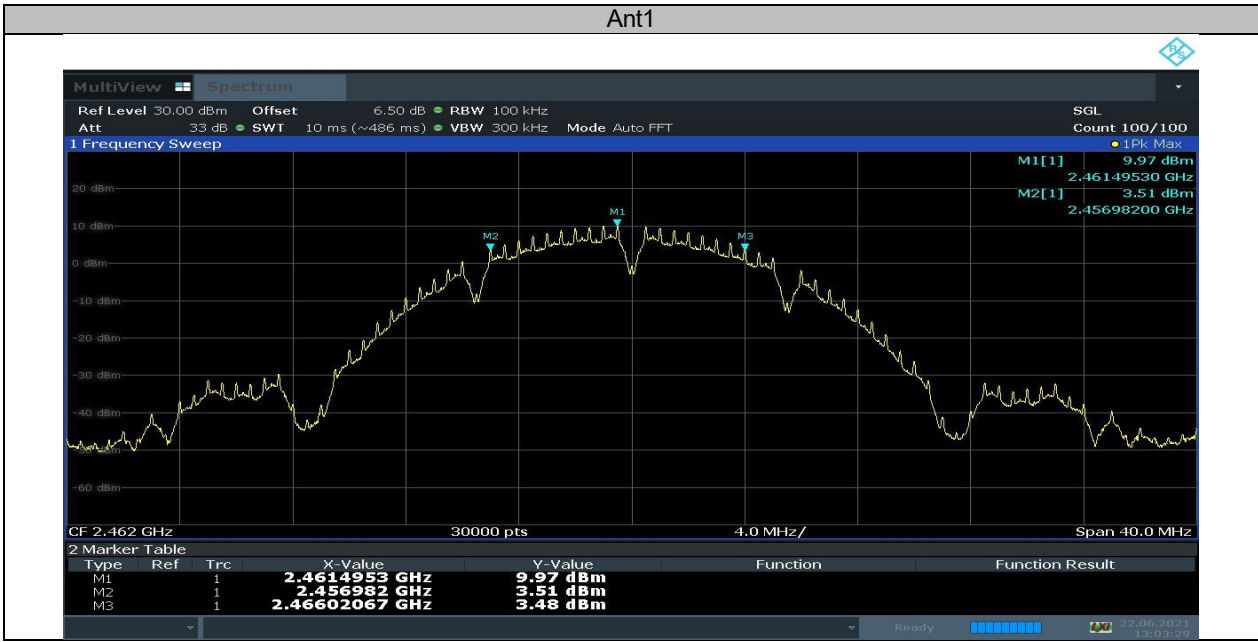 Ant1
R S
MultiView Spectrum
Ref Level 30.00 dBm Offset 6.50 dB RBW 100 kHz SGL
Att 33 dB SWT 10 ms (~486 ms) VBW 300 kHz Mode Auto FFT Count 100/100
1 Frequency Sweep 1Pk Max
M1[1] 9.97 dBm
2.46149530 GHz
20 dBm
M2[1] 3.51 dBm
2.45698200 GHz
M1
10 dBm
M2 M3
0 dBm
-10 dBm
-20 dBm
-30 dBm
-40 dBm
-50 dBm
-60 dBm
CF 2.462 GHz 30000 pts 4.0 MHz/ Span 40.0 MHz
2 Marker Table
Type Ref Trc X-Value Y-Value Function Function Result
M1 1 2.4614953 GHz 9.97 dBm
M2 1 2.456982 GHz 3.51 dBm
M3 1 2.46602067 GHz 3.48 dBm
Ready LXI 22.06.2021
13:03:29